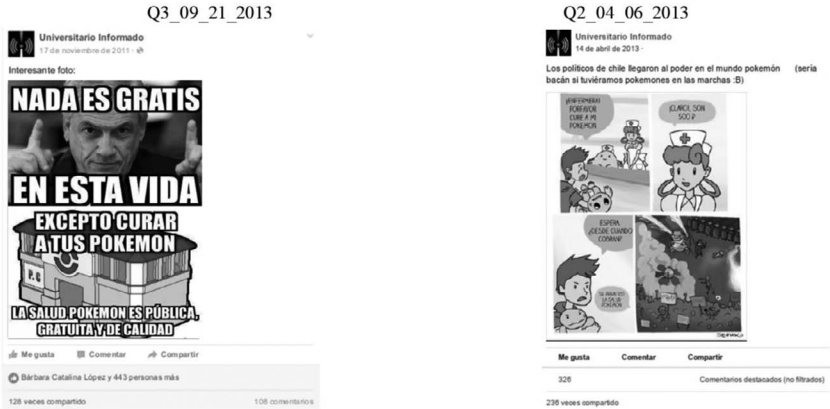 Q3_09_21_2013
Universitario Informado
17 de noviembre de 2011 ·
Interesante foto:
NADA ES GRATIS
EN ESTA VIDA
EXCEPTO CURAR
A TUS POKEMON
P.C
LA SALUD POKEMON ES PÚBLICA,
GRATUITA Y DE CALIDAD
Me gusta Comentar Compartir
Bárbara Catalina López y 443 personas más
128 veces compartido 108 comentarios
Q2_04_06_2013
Universitario Informado
14 de abril de 2013 ·
Los políticos de chile llegaron al poder en el mundo pokemón (sería
bacán si tuviéramos pokemones en las marchas :B)
¡ENFERMERA!
PORFAVOR
CURE A MI
POKEMON
¡CLARO!, SON
ESPERA,
¿DESDE CUANDO
COBRAN?
LA SALUD
POKEMON
Me gusta Comentar Compartir
326 Comentarios destacados (no filtrados)
236 veces compartido